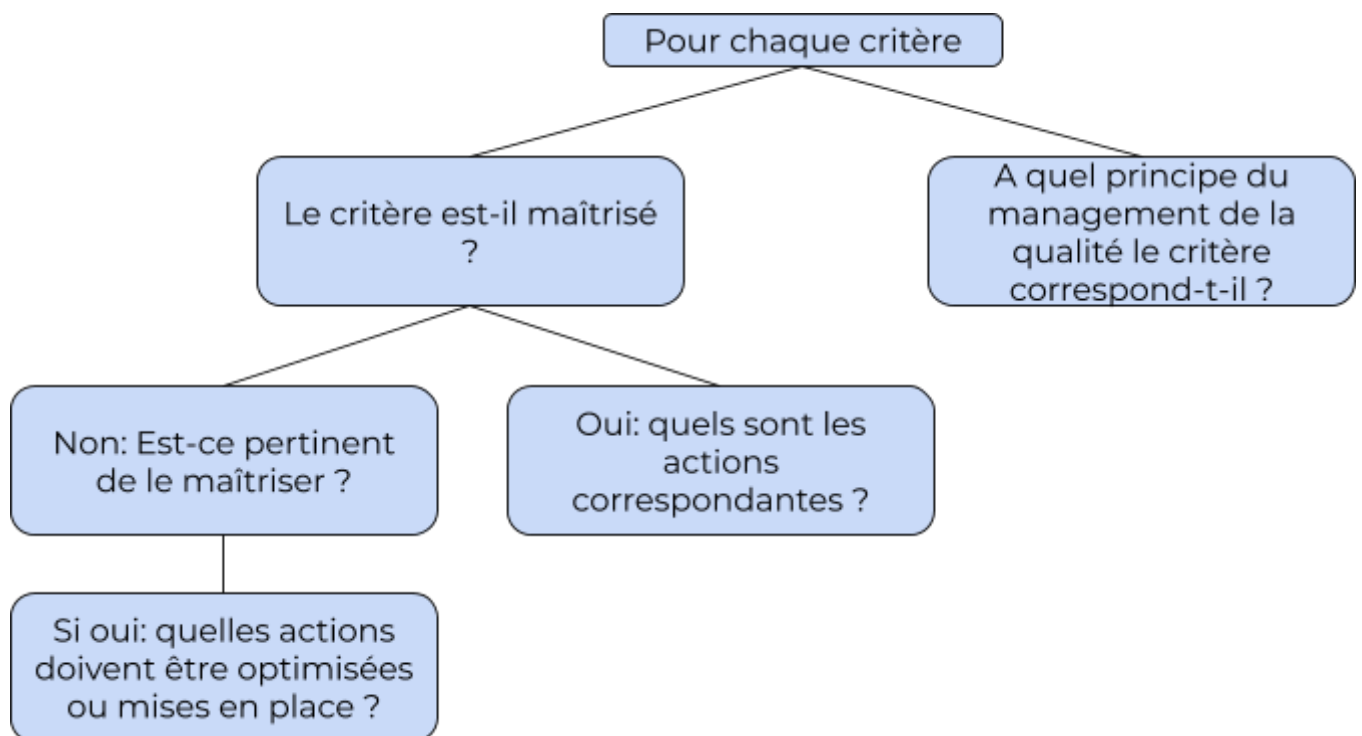 Pour chaque critère
Le critère est-il maîtrisé
?
A quel principe du
management de la
qualité le critère
correspond-t-il ?
Non: Est-ce pertinent
de le maîtriser ?
Oui: quels sont les
actions
correspondantes ?
Si oui: quelles actions
doivent être optimisées
ou mises en place ?